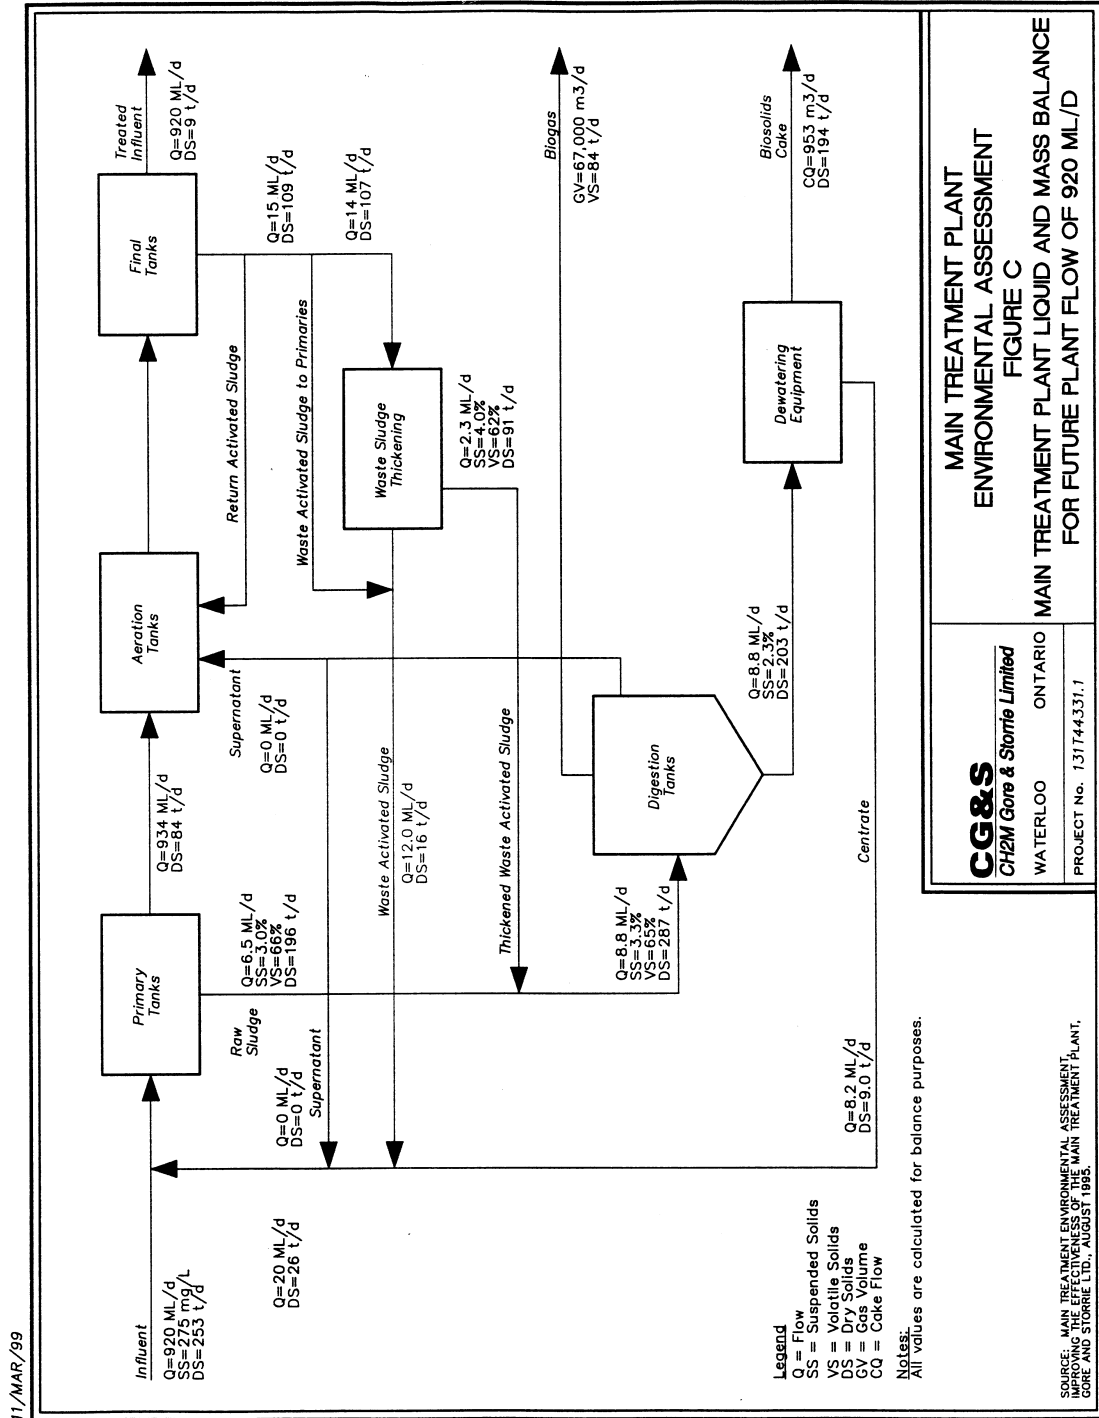 11/MAR/99
Influent
Q=920 ML/d
SS=275 mg/L
DS=253 t/d
Q=20 ML/d
DS=26 t/d
Primary
Tanks
Q=934 ML/d
DS=84 t/d
Aeration
Tanks
Final
Tanks
Treated
Influent
Q=920 ML/d
DS=9 t/d
Raw
Sludge
Q=6.5 ML/d
SS=3.0%
VS=66%
DS=196 t/d
Q=0 ML/d
DS=0 t/d
Supernatant
Supernatant
Q=0 ML/d
DS=0 t/d
Return Activated Sludge
Q=15 ML/d
DS=109 t/d
Waste Activated Sludge to Primaries
Q=14 ML/d
DS=107 t/d
Waste Sludge
Thickening
Waste Activated Sludge
Q=12.0 ML/d
DS=16 t/d
Q=2.3 ML/d
SS=4.0%
VS=62%
DS=91 t/d
Thickened Waste Activated Sludge
Biogas
GV=67,000 m3/d
VS=84 t/d
Q=8.8 ML/d
SS=3.3%
VS=65%
DS=287 t/d
Digestion
Tanks
Q=8.8 ML/d
SS=2.3%
DS=203 t/d
Dewatering
Equipment
Biosolids
Cake
CQ=953 m3/d
DS=194 t/d
Centrate
Q=8.2 ML/d
DS=9.0 t/d
Legend
Q = Flow
SS = Suspended Solids
VS = Volatile Solids
DS = Dry Solids
GV = Gas Volume
CQ = Cake Flow
Notes:
All values are calculated for balance purposes.
SOURCE: MAIN TREATMENT ENVIRONMENTAL ASSESSMENT,
IMPROVING THE EFFECTIVENESS OF THE MAIN TREATMENT PLANT,
GORE AND STORRIE LTD., AUGUST 1995.
CG&S
CH2M Gore & Storrie Limited
WATERLOO ONTARIO
PROJECT No. 131T44331.1
MAIN TREATMENT PLANT
ENVIRONMENTAL ASSESSMENT
FIGURE C
MAIN TREATMENT PLANT LIQUID AND MASS BALANCE
FOR FUTURE PLANT FLOW OF 920 ML/D